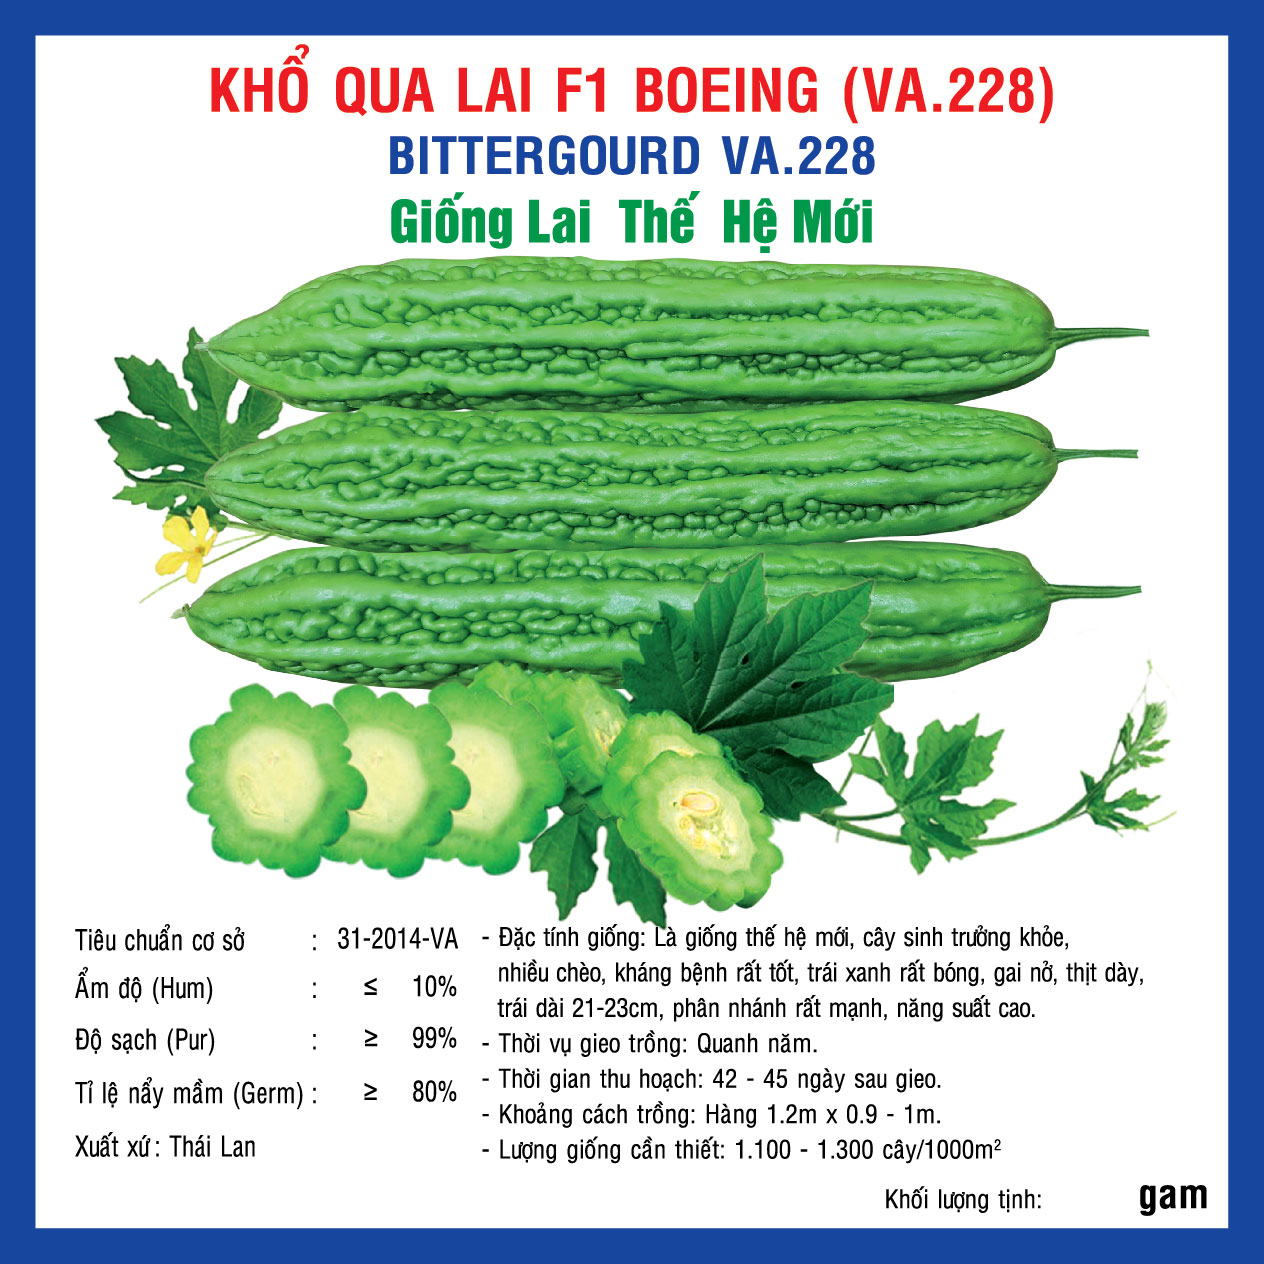 KHỔ QUA LAI F1 BOEING (VA.228)
BITTERGOURD VA.228
Giống Lai Thế Hệ Mới
Tiêu chuẩn cơ sở : 31-2014-VA
Ẩm độ (Hum) : ≤ 10%
Độ sạch (Pur) : ≥ 99%
Tỉ lệ nẩy mầm (Germ) : ≥ 80%
Xuất xứ : Thái Lan
- Đặc tính giống: Là giống thế hệ mới, cây sinh trưởng khỏe,
nhiều chèo, kháng bệnh rất tốt, trái xanh rất bóng, gai nở, thịt dày,
trái dài 21-23cm, phân nhánh rất mạnh, năng suất cao.
- Thời vụ gieo trồng: Quanh năm.
- Thời gian thu hoạch: 42 - 45 ngày sau gieo.
- Khoảng cách trồng: Hàng 1.2m x 0.9 - 1m.
- Lượng giống cần thiết: 1.100 - 1.300 cây/1000m²
Khối lượng tịnh: gam